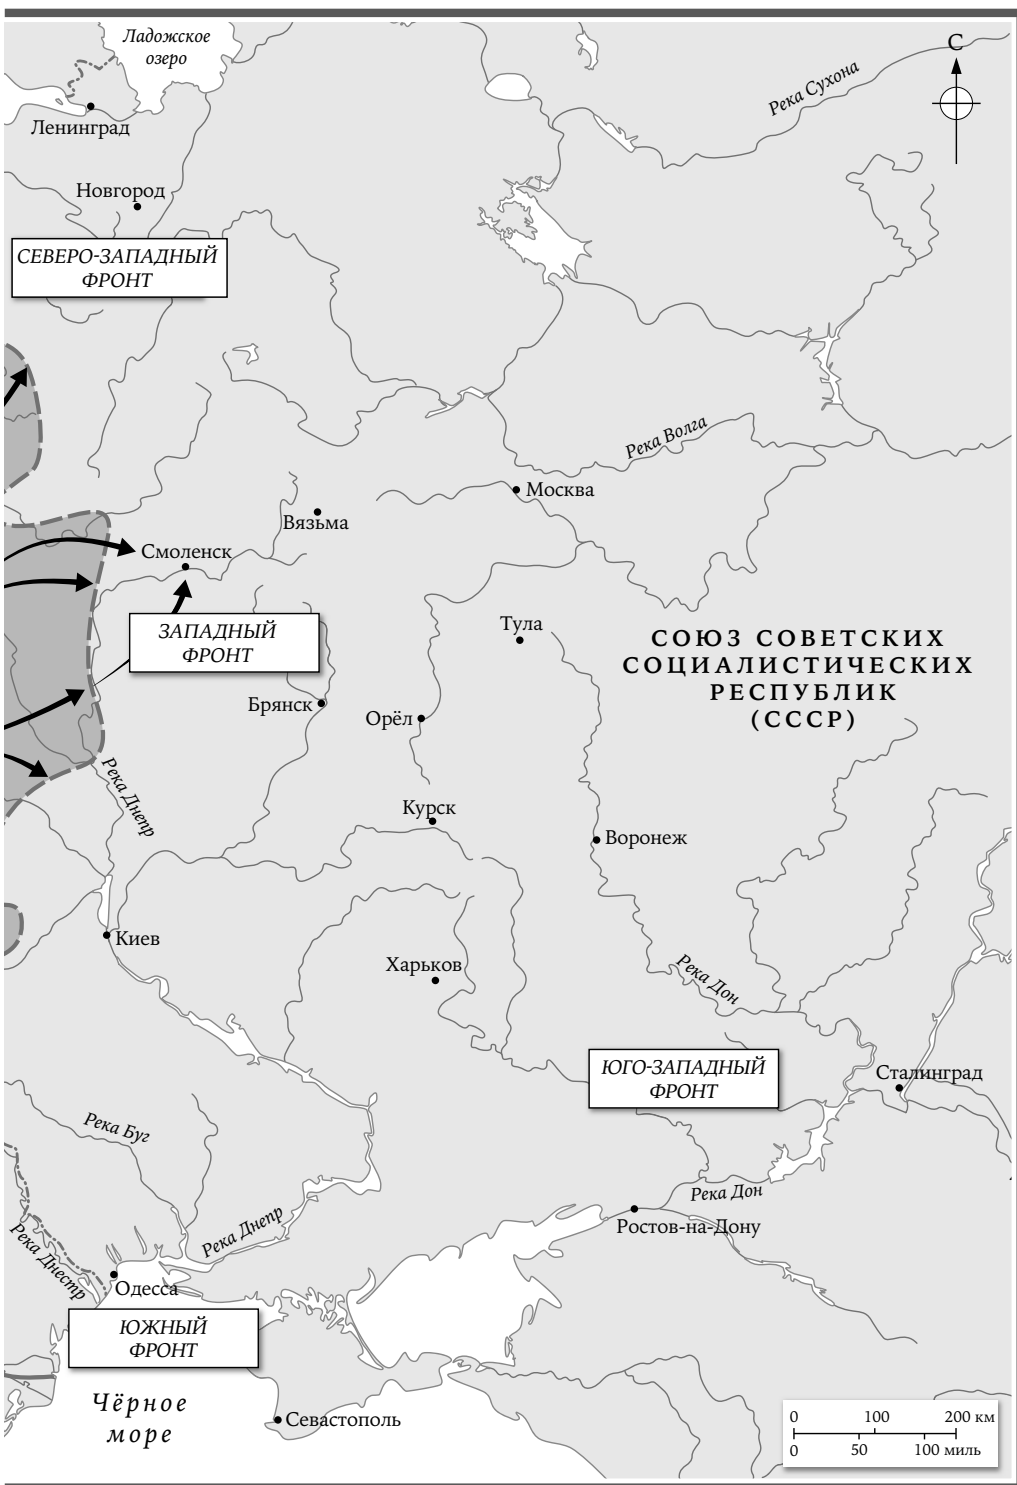 Ладожское
озеро
С
Река Сухона
Ленинград
Новгород
СЕВЕРО-ЗАПАДНЫЙ
ФРОНТ
Река Волга
Москва
Вязьма
Смоленск
ЗАПАДНЫЙ
ФРОНТ
Тула
СОЮЗ СОВЕТСКИХ
СОЦИАЛИСТИЧЕСКИХ
РЕСПУБЛИК
(СССР)
Брянск
Орёл
Река Днепр
Курск
Воронеж
Киев
Харьков
Река Дон
ЮГО-ЗАПАДНЫЙ
ФРОНТ
Сталинград
Река Буг
Река Дон
Река Днепр
Ростов-на-Дону
Река Днестр
Одесса
ЮЖНЫЙ
ФРОНТ
Чёрное
море
Севастополь
0 100 200 км
0 50 100 миль